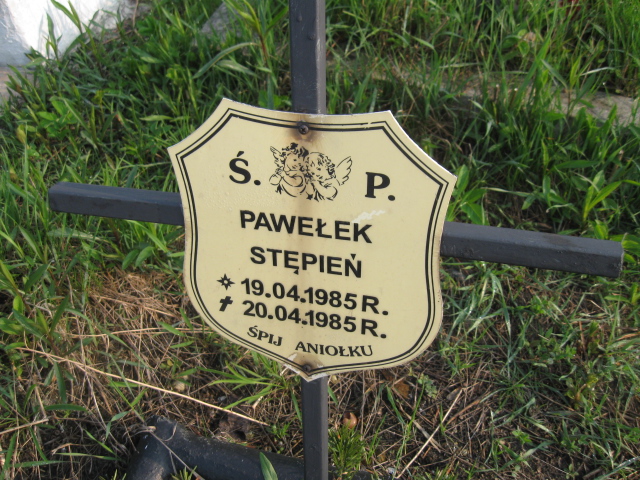 Ś. P.
PAWEŁEK
STĘPIEŃ
* 19.04.1985 R.
✝ 20.04.1985 R.
ŚPIJ ANIOŁKU